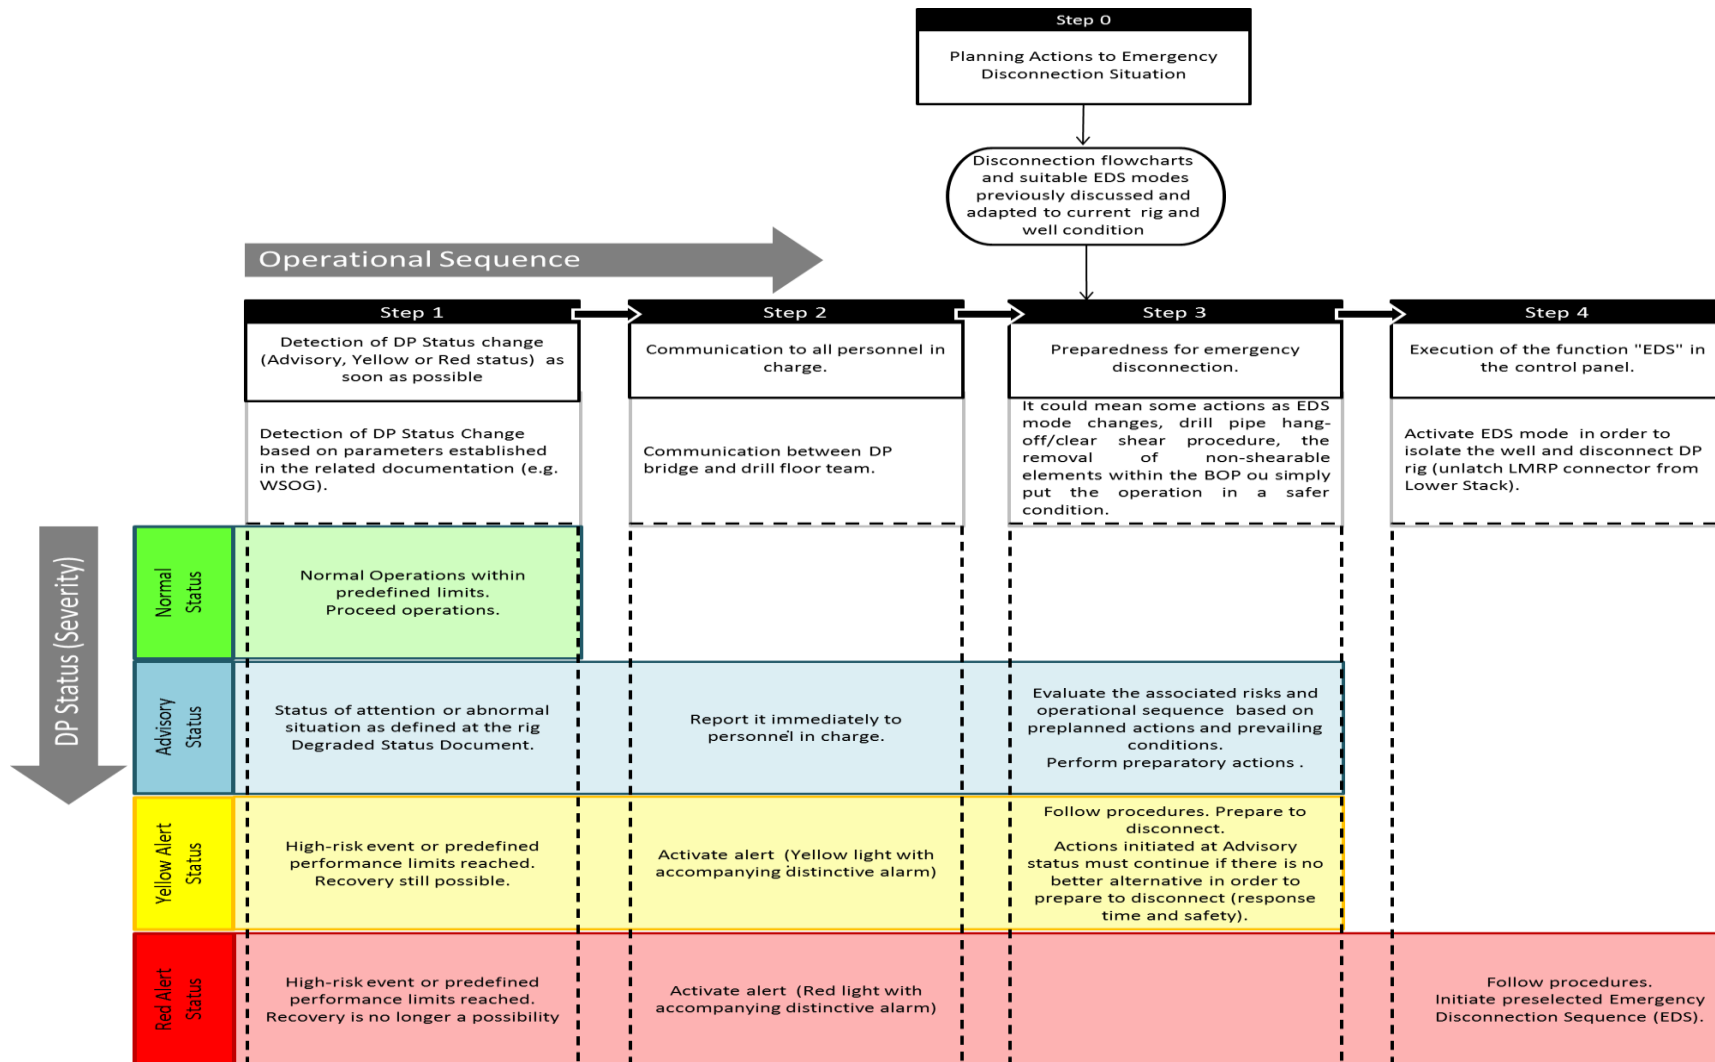 Step 0
Planning Actions to Emergency
Disconnection Situation
Disconnection flowcharts
and suitable EDS modes
previously discussed and
adapted to current rig and
well condition
Operational Sequence
Step 1
Detection of DP Status change
(Advisory, Yellow or Red status) as
soon as possible
Detection of DP Status Change
based on parameters established
in the related documentation (e.g.
WSOG).
Step 2
Communication to all personnel in
charge.
Communication between DP
bridge and drill floor team.
Step 3
Preparedness for emergency
disconnection.
It could mean some actions as EDS
mode changes, drill pipe hang-
off/clear shear procedure, the
removal of non-shearable
elements within the BOP ou simply
put the operation in a safer
condition.
Step 4
Execution of the function "EDS" in
the control panel.
Activate EDS mode in order to
isolate the well and disconnect DP
rig (unlatch LMRP connector from
Lower Stack).
DP Status (Severity)
Normal
Status
Normal Operations within
predefined limits.
Proceed operations.
Advisory
Status
Status of attention or abnormal
situation as defined at the rig
Degraded Status Document.
Report it immediately to
personnel in charge.
Evaluate the associated risks and
operational sequence based on
preplanned actions and prevailing
conditions.
Perform preparatory actions .
Yellow Alert
Status
High-risk event or predefined
performance limits reached.
Recovery still possible.
Activate alert (Yellow light with
accompanying distinctive alarm)
Follow procedures. Prepare to
disconnect.
Actions initiated at Advisory
status must continue if there is no
better alternative in order to
prepare to disconnect (response
time and safety).
Red Alert
Status
High-risk event or predefined
performance limits reached.
Recovery is no longer a possibility
Activate alert (Red light with
accompanying distinctive alarm)
Follow procedures.
Initiate preselected Emergency
Disconnection Sequence (EDS).